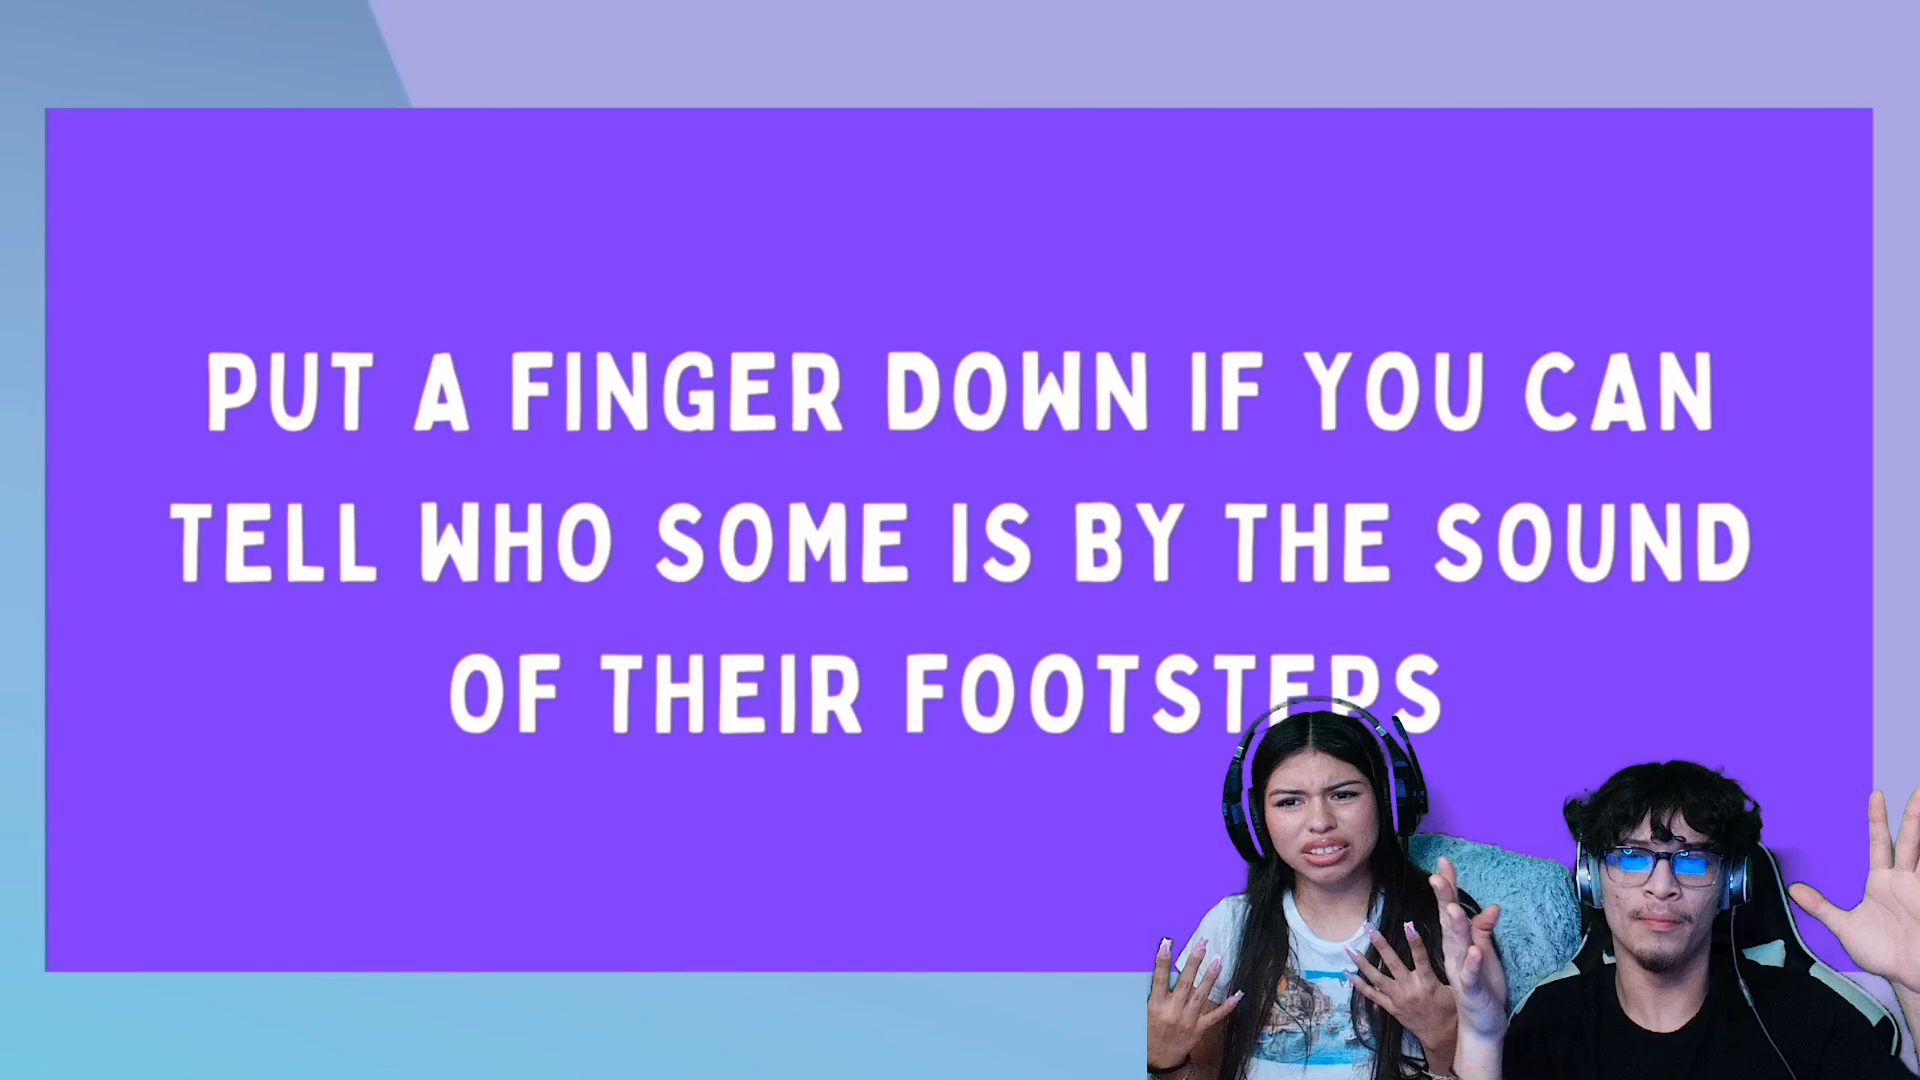 PUT A FINGER DOWN IF YOU CAN
TELL WHO SOME IS BY THE SOUND
OF THEIR FOOTSTEPS